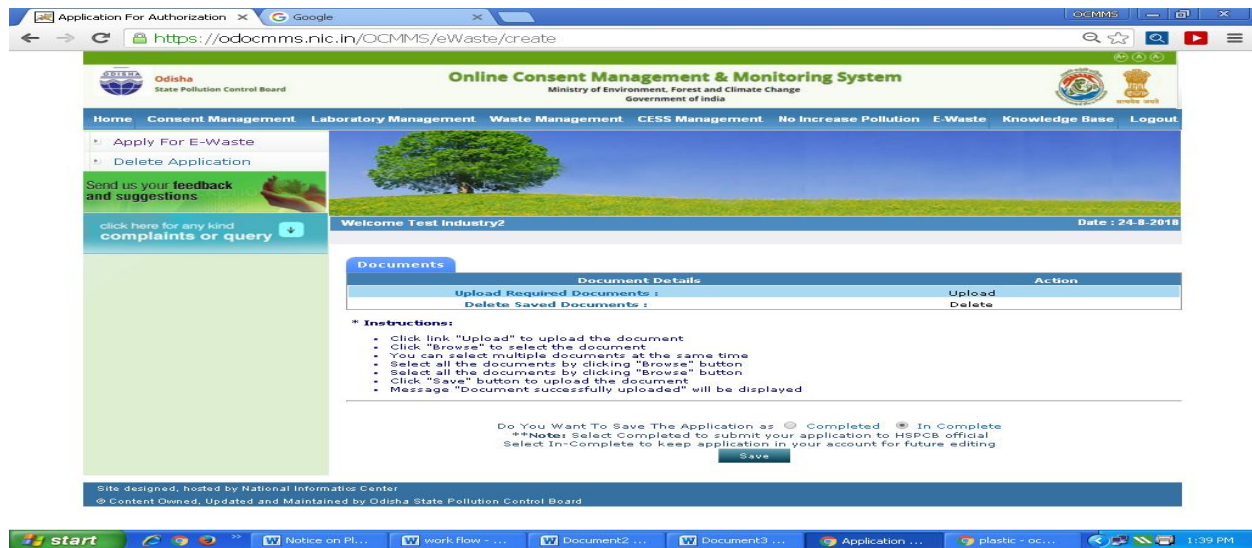 Application For Authorization × Google × OCMMS
https://odocmms.nic.in/OCMMS/eWaste/create
Odisha
State Pollution Control Board
Online Consent Management & Monitoring System
Ministry of Environment, Forest and Climate Change
Government of india
Home Consent Management Laboratory Management Waste Management CESS Management No Increase Pollution E-Waste Knowledge Base Logout
Apply For E-Waste
Delete Application
Send us your feedback
and suggestions
click here for any kind
complaints or query
Welcome Test Industry2 Date : 24-8-2018
Documents
Document Details Action
Upload Required Documents : Upload
Delete Saved Documents : Delete
* Instructions:
• Click link "Upload" to upload the document
• Click "Browse" to select the document
• You can select multiple documents at the same time
• Select all the documents by clicking "Browse" button
• Select all the documents by clicking "Browse" button
• Click "Save" button to upload the document
• Message "Document successfully uploaded" will be displayed
Do You Want To Save The Application as Completed In Complete
**Note: Select Completed to submit your application to HSPCB official
Select In-Complete to keep application in your account for future editing
Save
Site designed, hosted by National Informatics Center
© Content Owned, Updated and Maintained by Odisha State Pollution Control Board
start Notice on Pl... work flow - ... Document2 ... Document3 ... Application ... plastic - oc... 1:39 PM